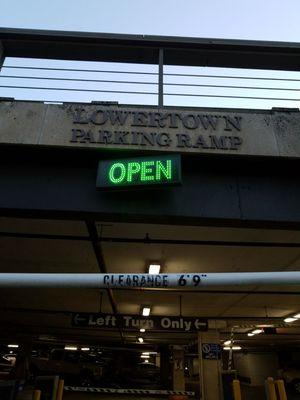 LOWERTOWN
PARKING RAMP
OPEN
CLEARANCE 6'9"
Left Turn Only